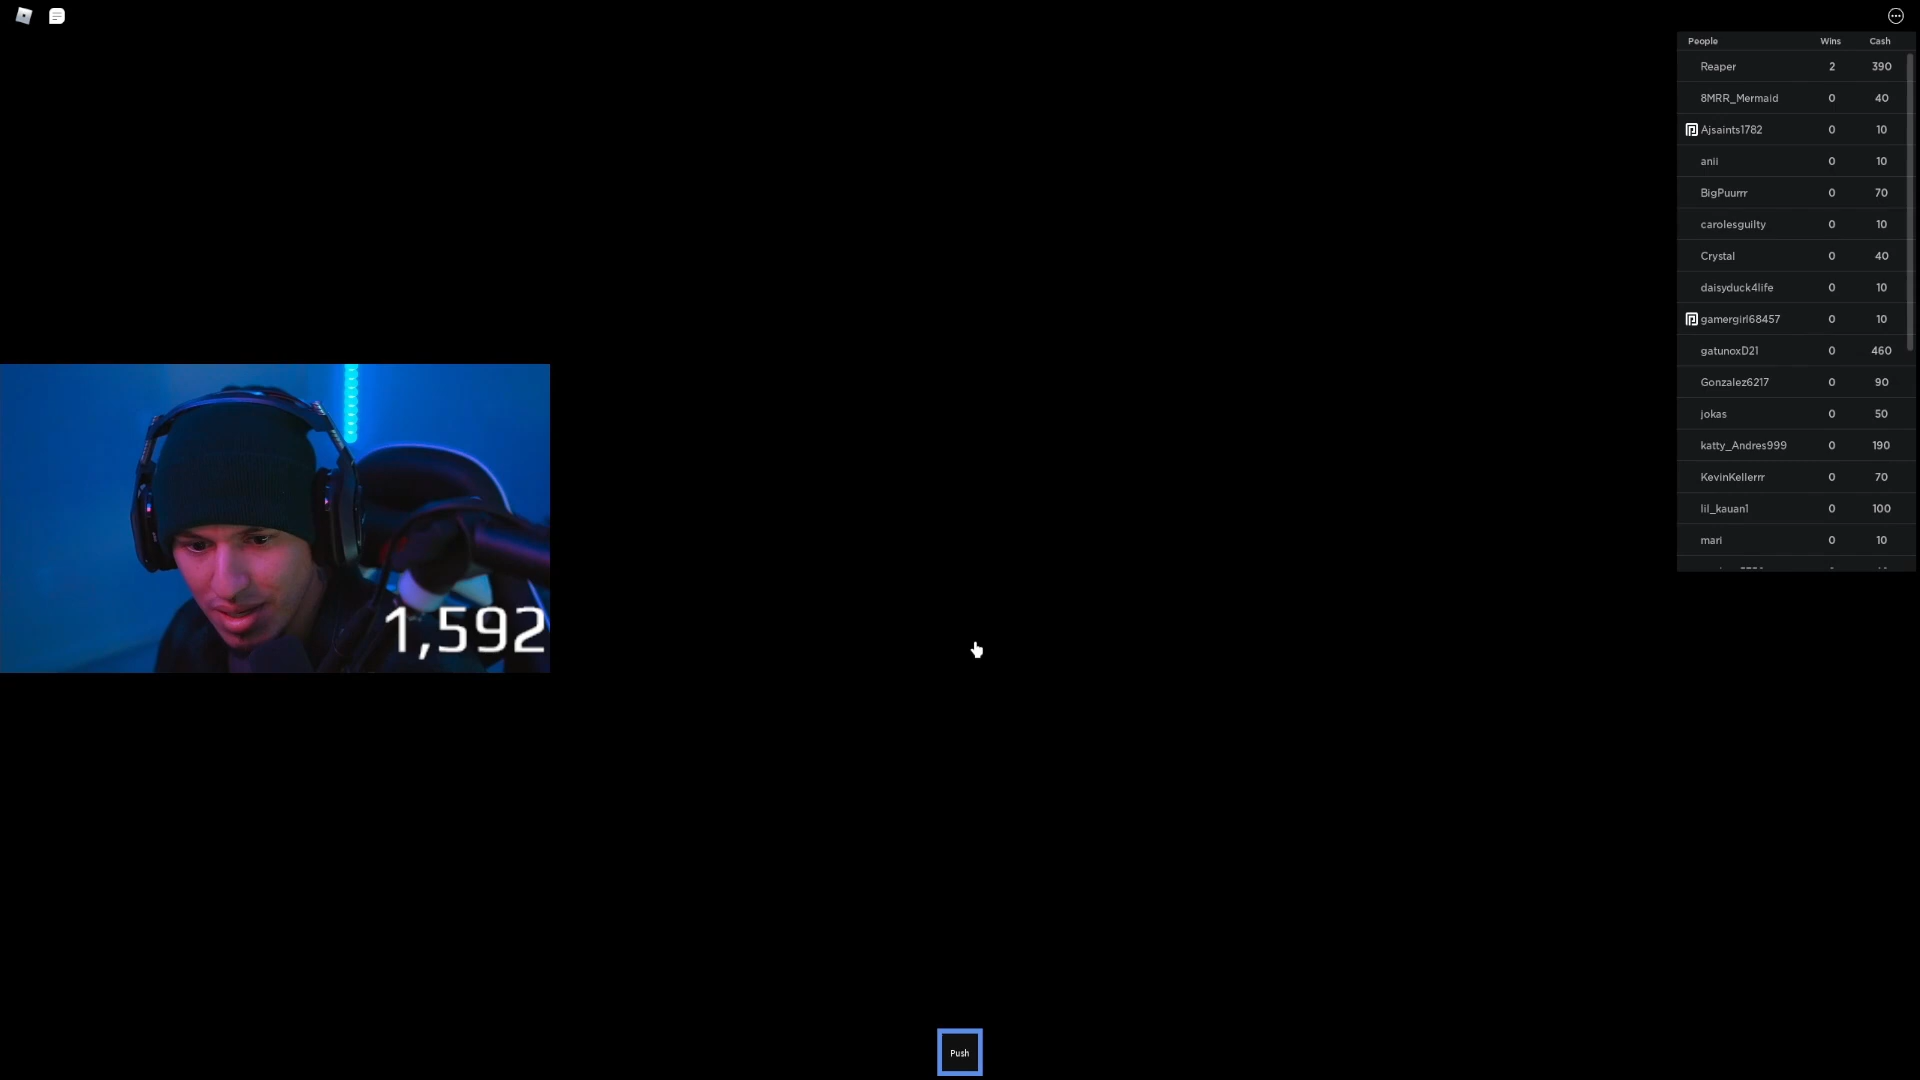 People Wins Cash
Reaper 2 390
8MRR_Mermaid 0 40
Ajsaints1782 0 10
anii 0 10
BigPuurrr 0 70
carolesguilty 0 10
Crystal 0 40
daisyduck4life 0 10
gamergirl68457 0 10
gatunoxD21 0 460
Gonzalez6217 0 90
jokas 0 50
katty_Andres999 0 190
KevinKellerrr 0 70
lil_kauan1 0 100
mari 0 10
1,592
Push